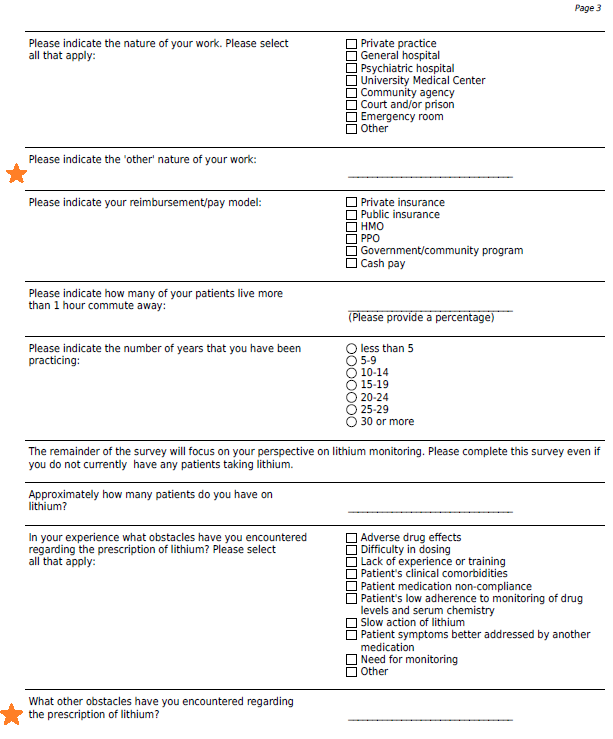 Page 3
Please indicate the nature of your work. Please select
all that apply:
Private practice
General hospital
Psychiatric hospital
University Medical Center
Community agency
Court and/or prison
Emergency room
Other
Please indicate the 'other' nature of your work:
Please indicate your reimbursement/pay model:
Private insurance
Public insurance
HMO
PPO
Government/community program
Cash pay
Please indicate how many of your patients live more
than 1 hour commute away:
(Please provide a percentage)
Please indicate the number of years that you have been
practicing:
less than 5
5-9
10-14
15-19
20-24
25-29
30 or more
The remainder of the survey will focus on your perspective on lithium monitoring. Please complete this survey even if
you do not currently have any patients taking lithium.
Approximately how many patients do you have on
lithium?
In your experience what obstacles have you encountered
regarding the prescription of lithium? Please select
all that apply:
Adverse drug effects
Difficulty in dosing
Lack of experience or training
Patient's clinical comorbidities
Patient medication non-compliance
Patient's low adherence to monitoring of drug
levels and serum chemistry
Slow action of lithium
Patient symptoms better addressed by another
medication
Need for monitoring
Other
What other obstacles have you encountered regarding
the prescription of lithium?